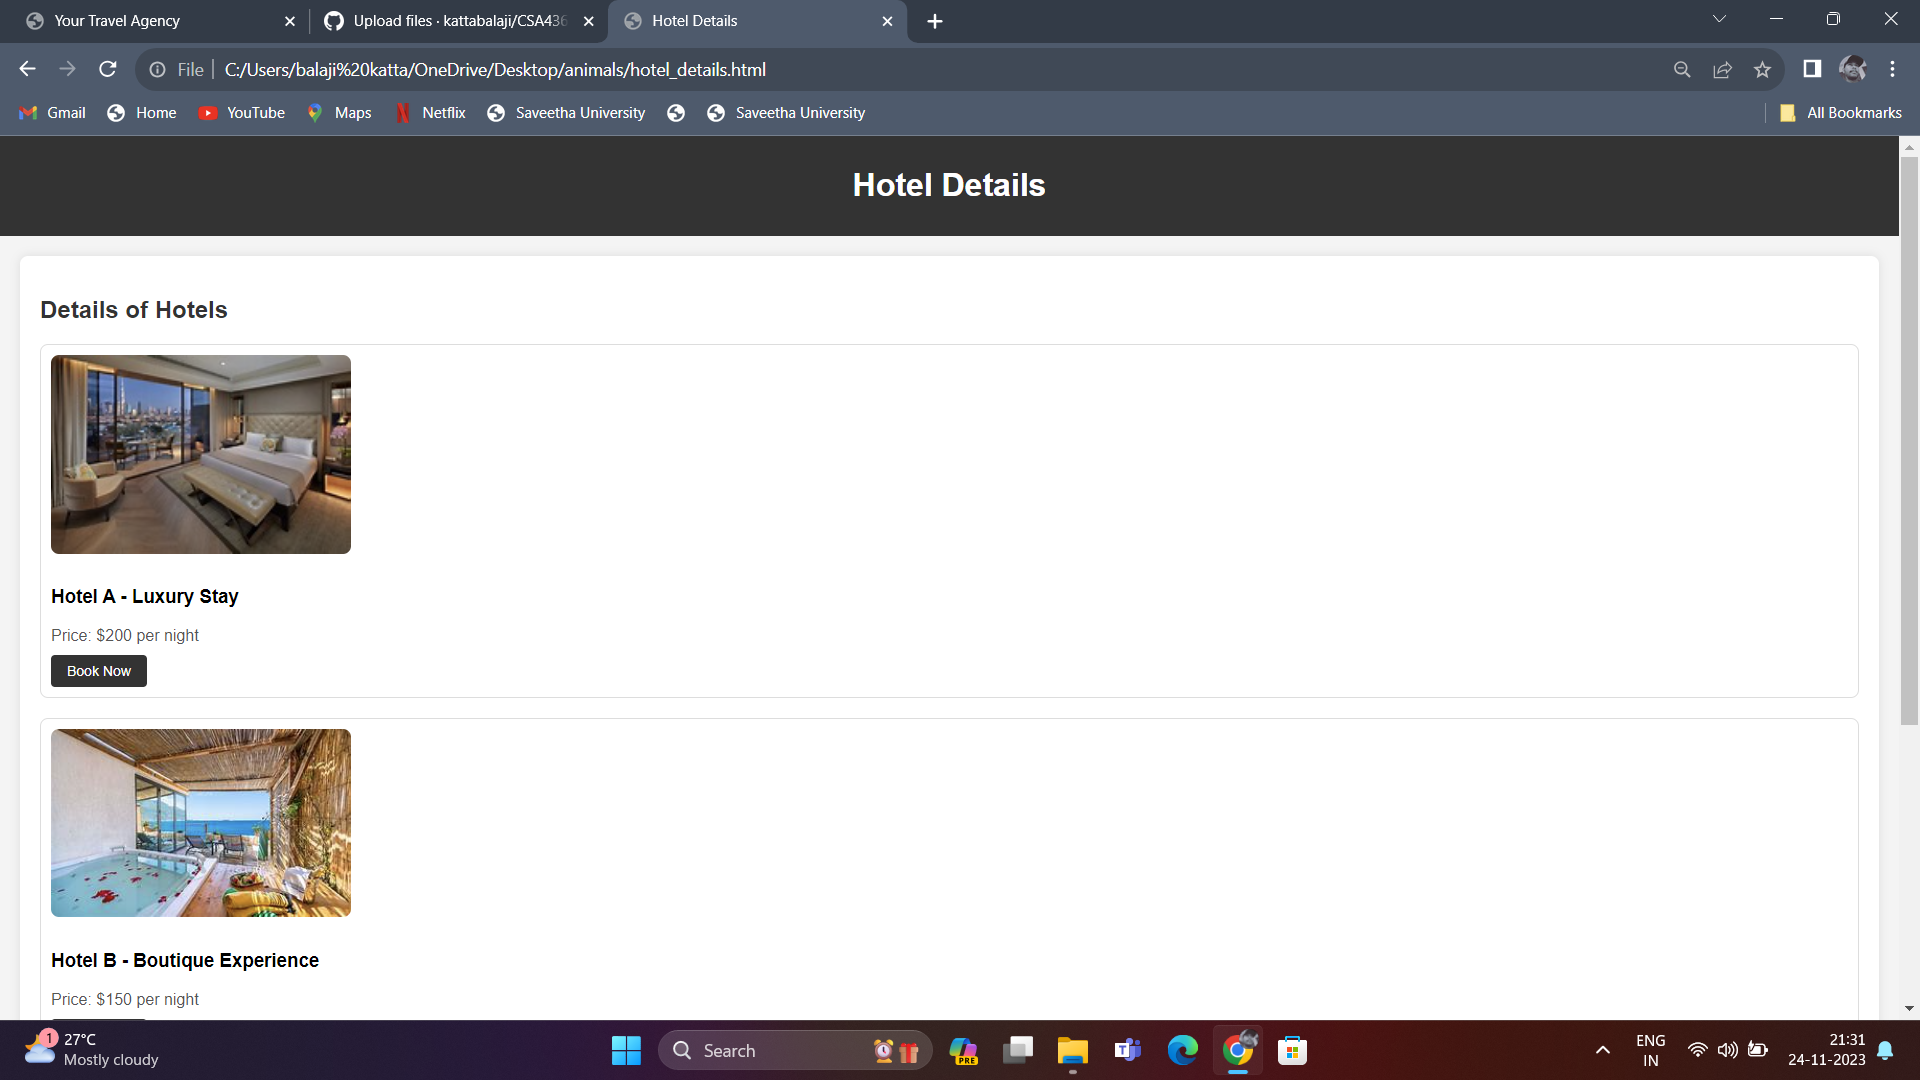 Your Travel Agency
Upload files · kattabalaji/CSA436
Hotel Details
File
C:/Users/balaji%20katta/OneDrive/Desktop/animals/hotel_details.html
Gmail
Home
YouTube
Maps
Netflix
Saveetha University
Saveetha University
All Bookmarks
Hotel Details
Details of Hotels
Hotel A - Luxury Stay
Price: $200 per night
Book Now
Hotel B - Boutique Experience
Price: $150 per night
1
27°C
Mostly cloudy
Search
PRE
ENG
IN
21:31
24-11-2023